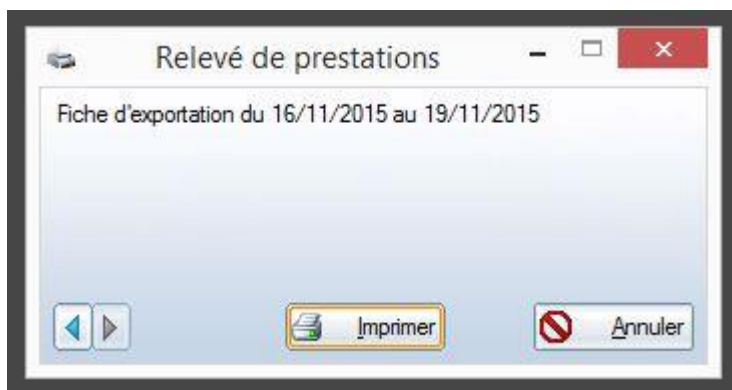 Relevé de prestations
Fiche d'exportation du 16/11/2015 au 19/11/2015
Imprimer
Annuler